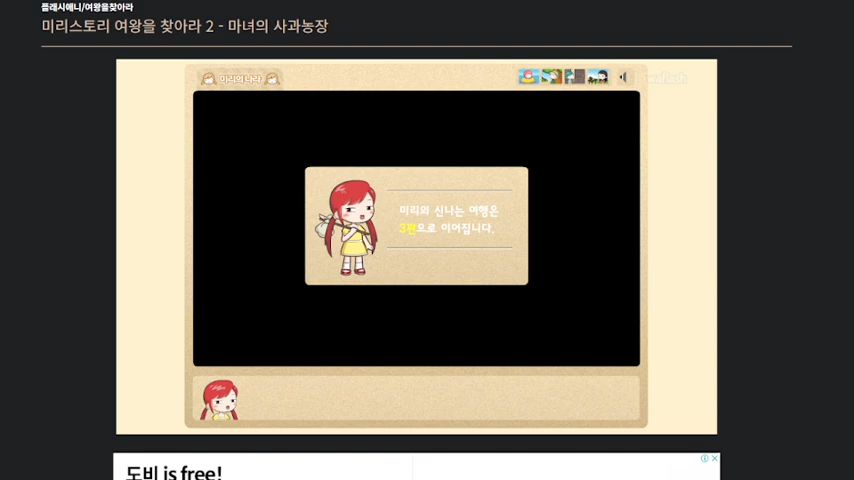 플래시애니/여왕을찾아라
미리스토리 여왕을 찾아라 2 - 마녀의 사과농장
미리의 나라
미리의 신나는 여행은
3편으로 이어집니다.
도비 is free!